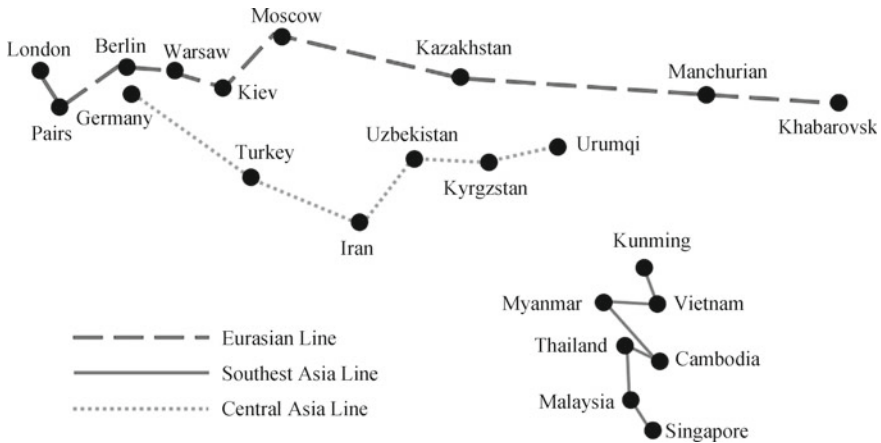 Moscow
London
Berlin
Warsaw
Kazakhstan
Manchurian
Kiev
Pairs
Germany
Khabarovsk
Uzbekistan
Urumqi
Turkey
Kyrgzstan
Iran
Kunming
Myanmar
Vietnam
Eurasian Line
Thailand
Cambodia
Southest Asia Line
Malaysia
Central Asia Line
Singapore